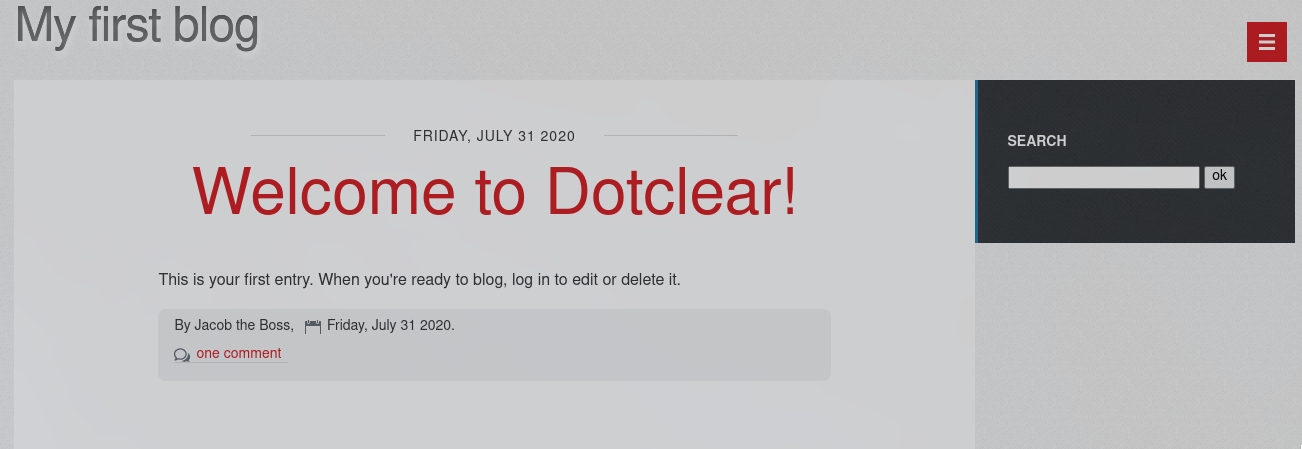 My first blog
FRIDAY, JULY 31 2020
Welcome to Dotclear!
This is your first entry. When you're ready to blog, log in to edit or delete it.
By Jacob the Boss, Friday, July 31 2020.
one comment
SEARCH
ok